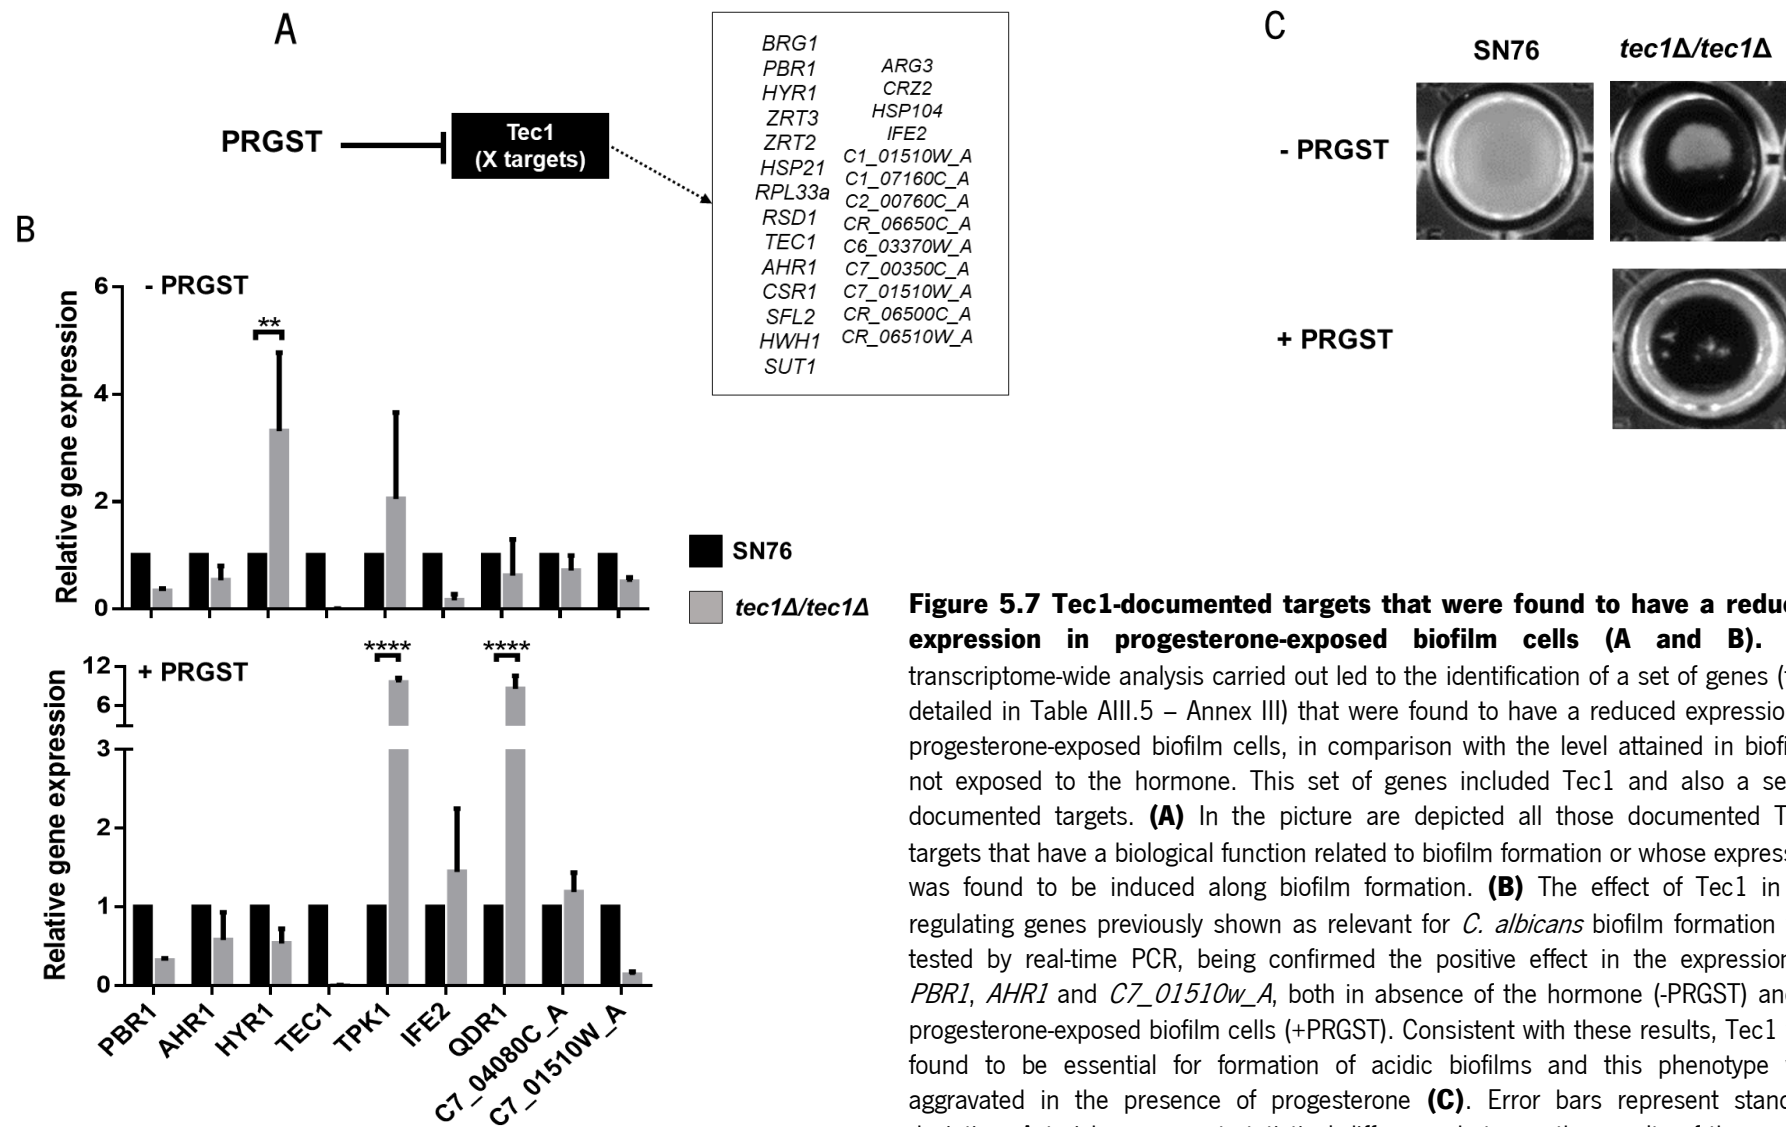 A
PRGST
Tec1
(X targets)
BRG1
PBR1
HYR1
ZRT3
ZRT2
HSP21
RPL33a
RSD1
TEC1
AHR1
CSR1
SFL2
HWH1
SUT1
ARG3
CRZ2
HSP104
IFE2
C1_01510W_A
C1_07160C_A
C2_00760C_A
CR_06650C_A
C6_03370W_A
C7_00350C_A
C7_01510W_A
CR_06500C_A
CR_06510W_A
B
- PRGST
Relative gene expression
6
4
2
0
**
+ PRGST
Relative gene expression
12
6
3
2
1
0
****
****
PBR1
AHR1
HYR1
TEC1
TPK1
IFE2
QDR1
C7_04080C_A
C7_01510W_A
SN76
tec1Δ/tec1Δ
C
SN76
tec1Δ/tec1Δ
- PRGST
+ PRGST
Figure 5.7 Tec1-documented targets that were found to have a
expression in progesterone-exposed biofilm cells (A and B).
transcriptome-wide analysis carried out led to the identification of a set of genes
detailed in Table AIII.5 – Annex III) that were found to have a reduced
progesterone-exposed biofilm cells, in comparison with the level attained in
not exposed to the hormone. This set of genes included Tec1 and also a
documented targets. (A) In the picture are depicted all those documented
targets that have a biological function related to biofilm formation or whose
was found to be induced along biofilm formation. (B) The effect of Tec1 in
regulating genes previously shown as relevant for C. albicans biofilm formation
tested by real-time PCR, being confirmed the positive effect in the expression
PBR1, AHR1 and C7_01510w_A, both in absence of the hormone (-PRGST)
progesterone-exposed biofilm cells (+PRGST). Consistent with these results, Tec1
found to be essential for formation of acidic biofilms and this phenotype
aggravated in the presence of progesterone (C). Error bars represent